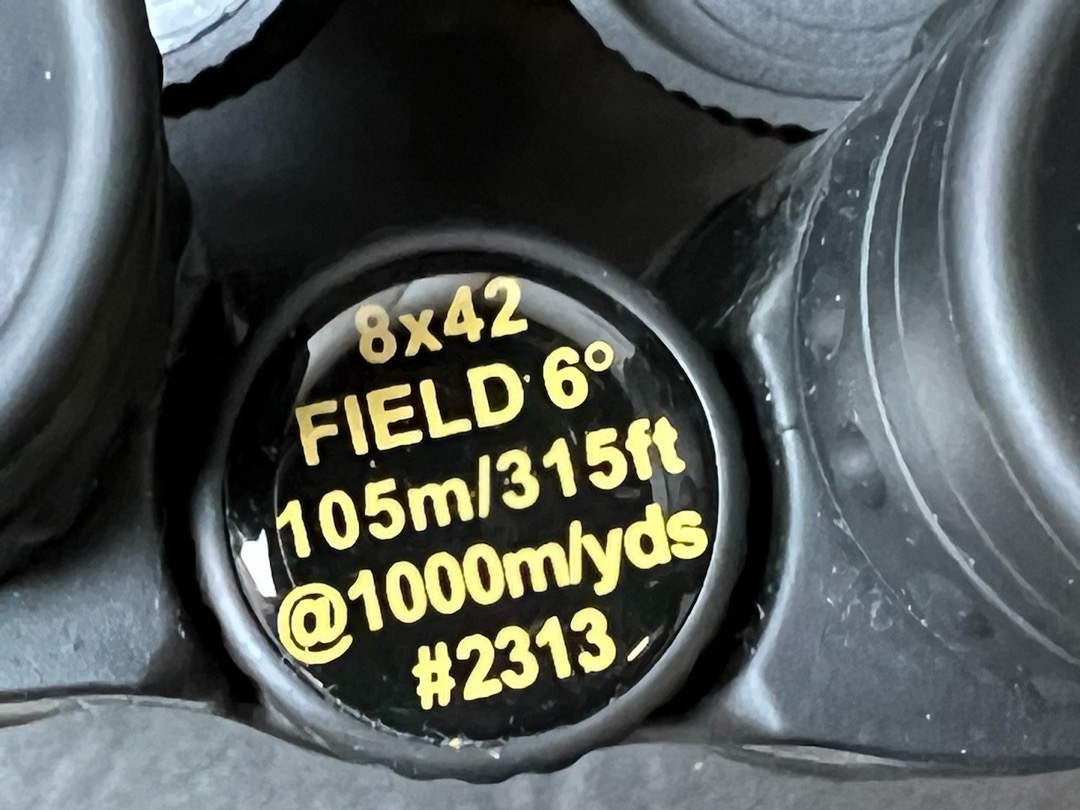 8x42
FIELD 6°
105m/315ft
@1000m/yds
#2313